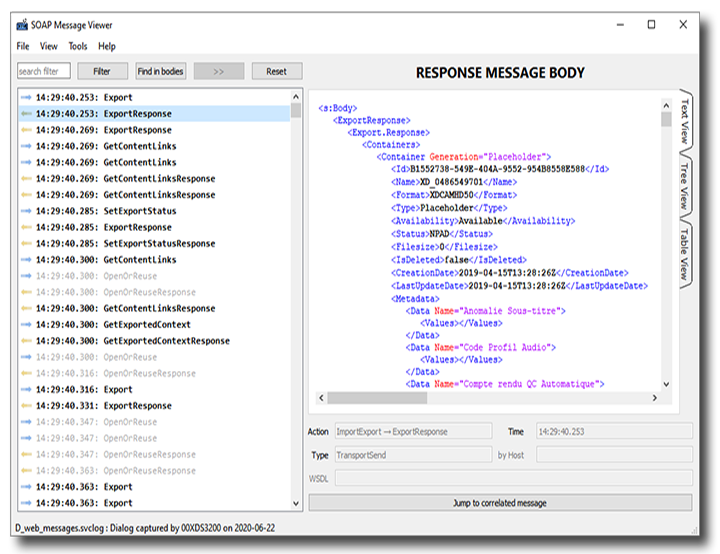 SOAP Message Viewer
File View Tools Help
search filter Filter Find in bodies >> Reset
14:29:40.253: Export
14:29:40.253: ExportResponse
14:29:40.269: ExportResponse
14:29:40.269: GetContentLinks
14:29:40.269: GetContentLinks
14:29:40.269: GetContentLinksResponse
14:29:40.269: GetContentLinksResponse
14:29:40.285: SetExportStatus
14:29:40.285: ExportResponse
14:29:40.285: SetExportStatusResponse
14:29:40.300: GetContentLinks
14:29:40.300: OpenOrReuse
14:29:40.300: OpenOrReuseResponse
14:29:40.300: GetContentLinksResponse
14:29:40.300: GetExportedContext
14:29:40.300: GetExportedContextResponse
14:29:40.300: OpenOrReuse
14:29:40.316: OpenOrReuseResponse
14:29:40.316: Export
14:29:40.331: ExportResponse
14:29:40.347: OpenOrReuse
14:29:40.347: OpenOrReuse
14:29:40.347: OpenOrReuseResponse
14:29:40.363: OpenOrReuseResponse
14:29:40.363: Export
14:29:40.363: Export
RESPONSE MESSAGE BODY
<s:Body>
<ExportResponse>
<Export.Response>
<Containers>
<Container Generation="Placeholder">
<Id>B1552738-549E-404A-9552-954B8558E588</Id>
<Name>XD_0486549701</Name>
<Format>XDCAMHD50</Format>
<Type>Placeholder</Type>
<Availability>Available</Availability>
<Status>NPAD</Status>
<Filesize>0</Filesize>
<IsDeleted>false</IsDeleted>
<CreationDate>2019-04-15T13:28:26Z</CreationDate>
<LastUpdateDate>2019-04-15T13:28:26Z</LastUpdateDate>
<Metadata>
<Data Name="Anomalie Sous-titre">
<Values></Values>
</Data>
<Data Name="Code Profil Audio">
<Values></Values>
</Data>
<Data Name="Compte rendu QC Automatique">
Text View
Tree View
Table View
Action ImportExport → ExportResponse Time 14:29:40.253
Type TransportSend by Host
WSDL
Jump to correlated message
D_web_messages.svclog : Dialog captured by 00XDS3200 on 2020-06-22